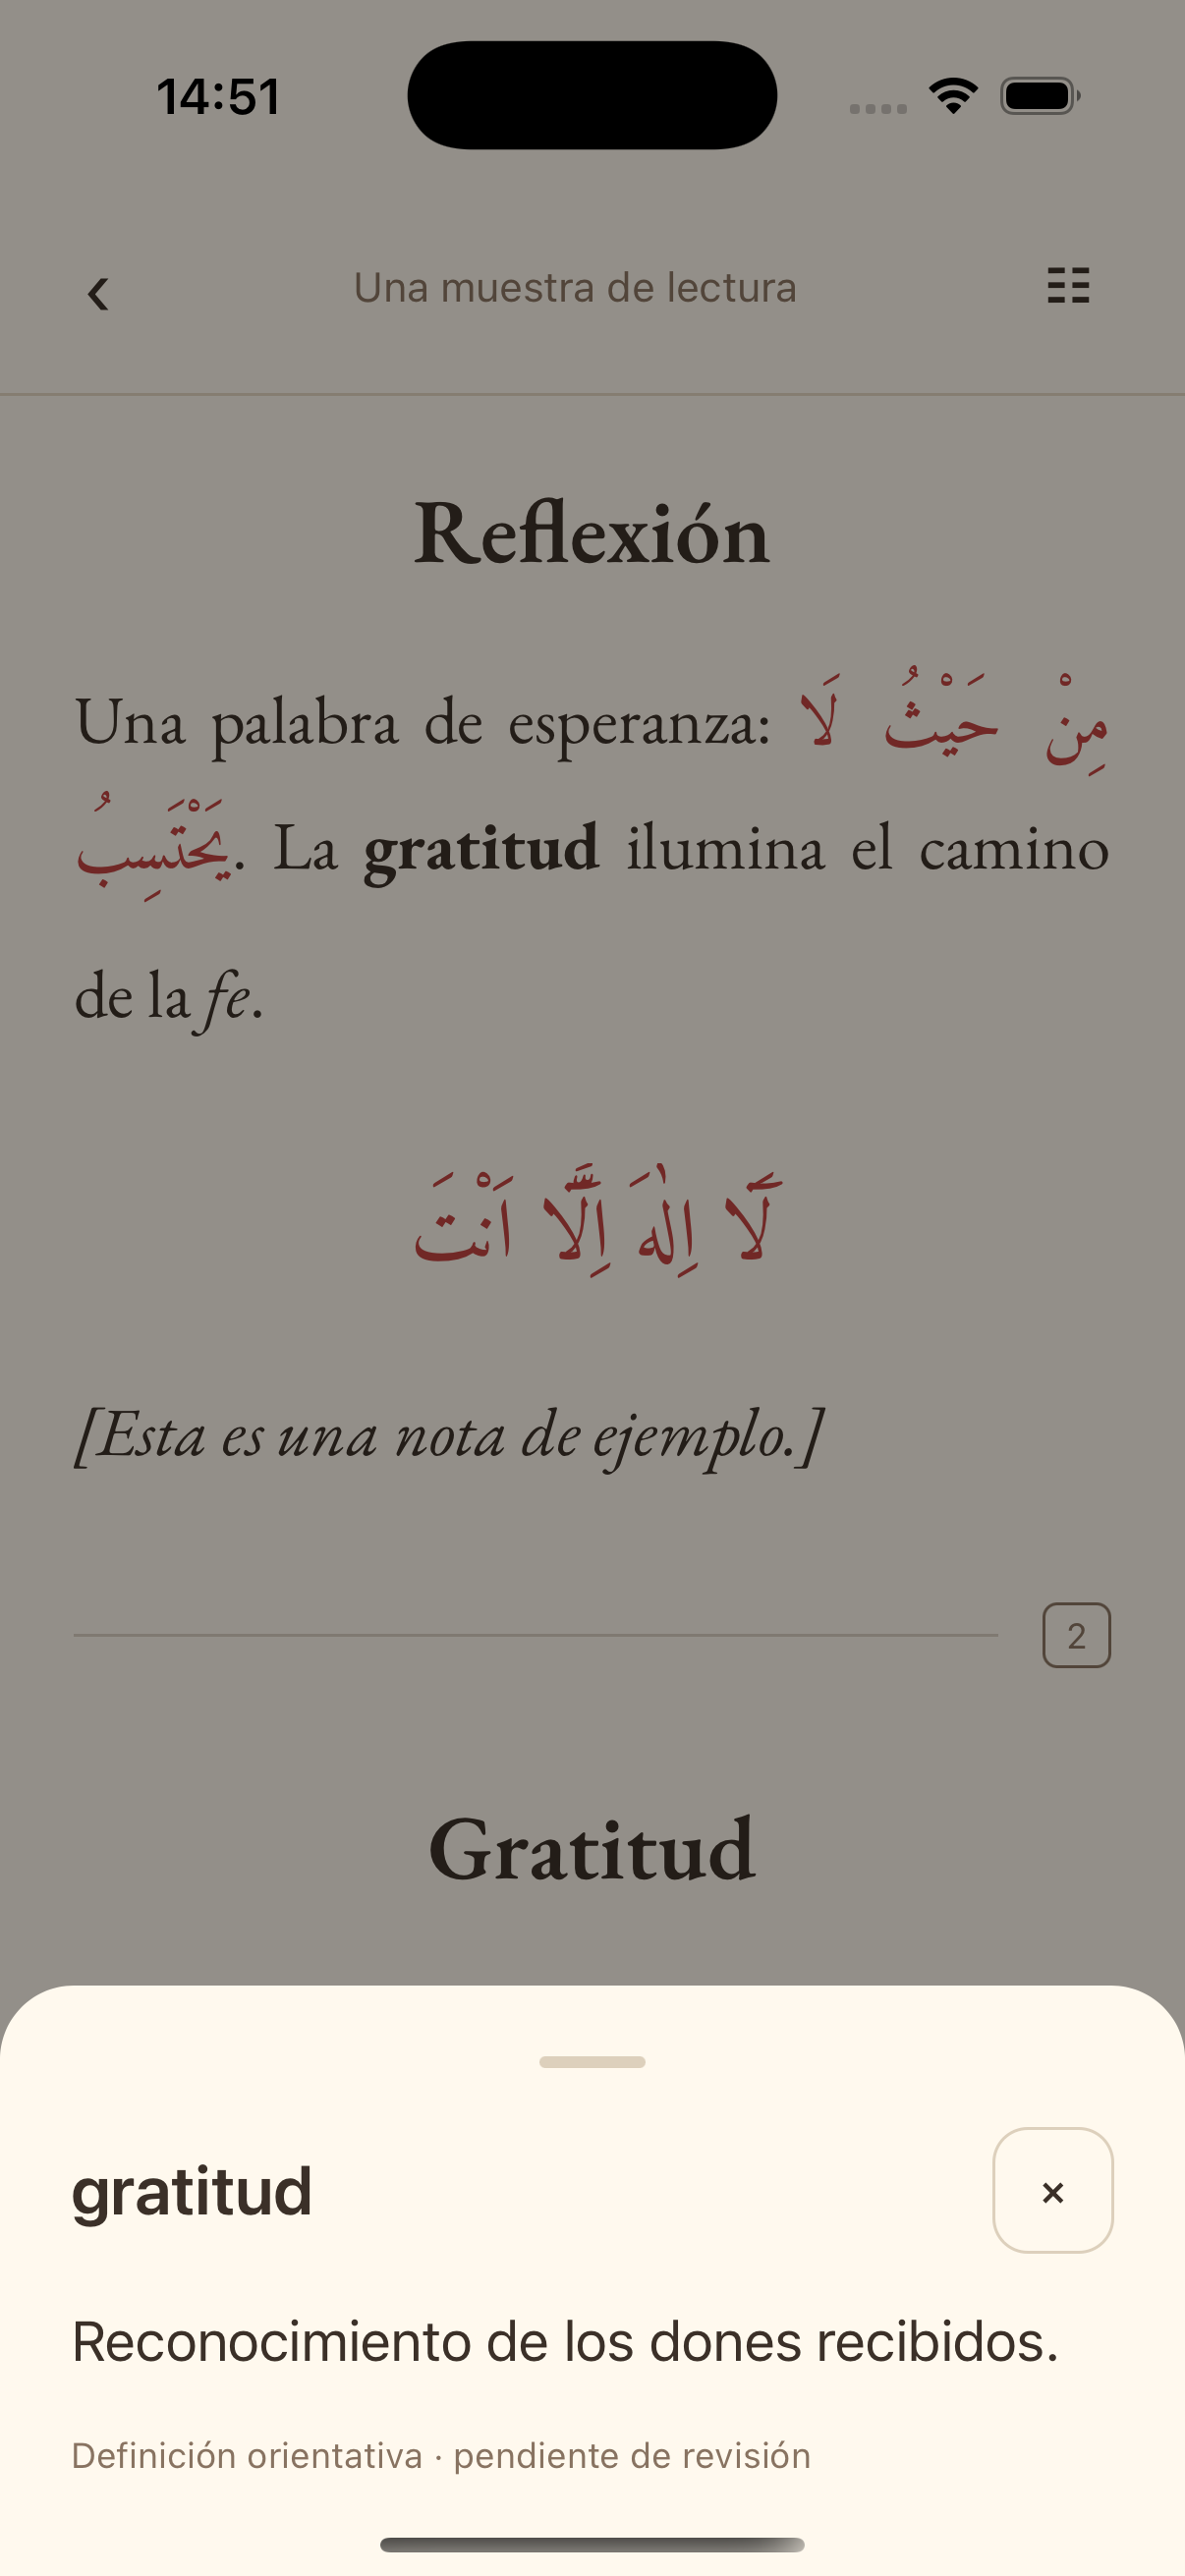 14:51
Una muestra de lectura
Reflexión
Una palabra de esperanza: مِنْ حَيْثُ لَا
يَحْتَسِبُ. La gratitud ilumina el camino
de la fe.
لَٓا اِلٰهَ اِلَّٓا اَنْتَ
[Esta es una nota de ejemplo.]
2
Gratitud
gratitud
×
Reconocimiento de los dones recibidos.
Definición orientativa · pendiente de revisión